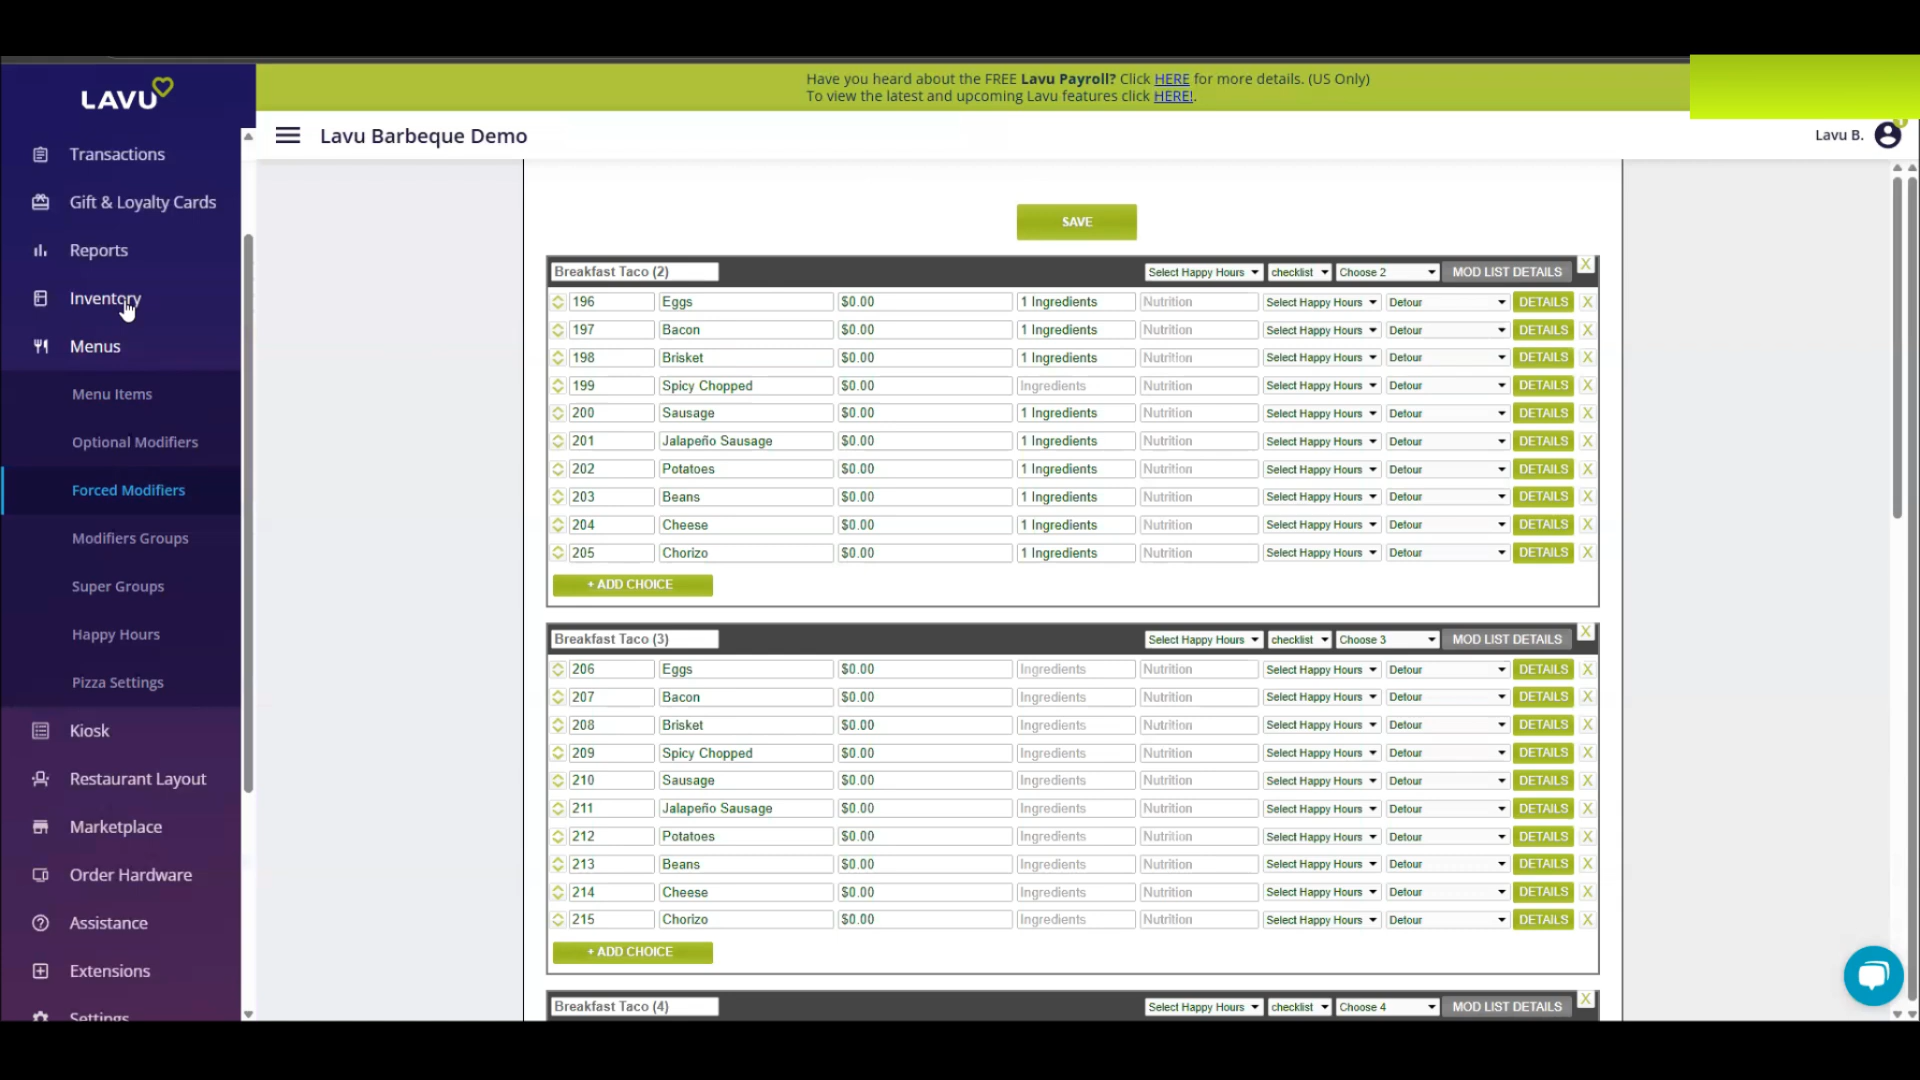 LAVU
Have you heard about the FREE Lavu Payroll? Click HERE for more details. (US Only)
To view the latest and upcoming Lavu features click HERE!.
Lavu Barbeque Demo
Lavu B.
Transactions
Gift & Loyalty Cards
Reports
Inventory
Menus
Menu Items
Optional Modifiers
Forced Modifiers
Modifiers Groups
Super Groups
Happy Hours
Pizza Settings
Kiosk
Restaurant Layout
Marketplace
Order Hardware
Assistance
Extensions
Settings
SAVE
Breakfast Taco (2) Select Happy Hours checklist Choose 2 MOD LIST DETAILS X
196 Eggs $0.00 1 Ingredients Nutrition Select Happy Hours Detour DETAILS X
197 Bacon $0.00 1 Ingredients Nutrition Select Happy Hours Detour DETAILS X
198 Brisket $0.00 1 Ingredients Nutrition Select Happy Hours Detour DETAILS X
199 Spicy Chopped $0.00 Ingredients Nutrition Select Happy Hours Detour DETAILS X
200 Sausage $0.00 1 Ingredients Nutrition Select Happy Hours Detour DETAILS X
201 Jalapeño Sausage $0.00 1 Ingredients Nutrition Select Happy Hours Detour DETAILS X
202 Potatoes $0.00 1 Ingredients Nutrition Select Happy Hours Detour DETAILS X
203 Beans $0.00 1 Ingredients Nutrition Select Happy Hours Detour DETAILS X
204 Cheese $0.00 1 Ingredients Nutrition Select Happy Hours Detour DETAILS X
205 Chorizo $0.00 1 Ingredients Nutrition Select Happy Hours Detour DETAILS X
+ ADD CHOICE
Breakfast Taco (3) Select Happy Hours checklist Choose 3 MOD LIST DETAILS X
206 Eggs $0.00 Ingredients Nutrition Select Happy Hours Detour DETAILS X
207 Bacon $0.00 Ingredients Nutrition Select Happy Hours Detour DETAILS X
208 Brisket $0.00 Ingredients Nutrition Select Happy Hours Detour DETAILS X
209 Spicy Chopped $0.00 Ingredients Nutrition Select Happy Hours Detour DETAILS X
210 Sausage $0.00 Ingredients Nutrition Select Happy Hours Detour DETAILS X
211 Jalapeño Sausage $0.00 Ingredients Nutrition Select Happy Hours Detour DETAILS X
212 Potatoes $0.00 Ingredients Nutrition Select Happy Hours Detour DETAILS X
213 Beans $0.00 Ingredients Nutrition Select Happy Hours Detour DETAILS X
214 Cheese $0.00 Ingredients Nutrition Select Happy Hours Detour DETAILS X
215 Chorizo $0.00 Ingredients Nutrition Select Happy Hours Detour DETAILS X
+ ADD CHOICE
Breakfast Taco (4) Select Happy Hours checklist Choose 4 MOD LIST DETAILS X